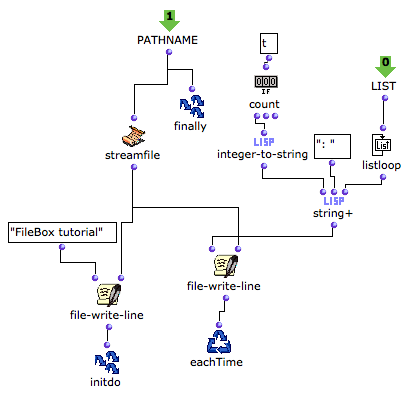 1
PATHNAME
t
0
LIST
000
IF
count
finally
streamfile
LISP
integer-to-string
": "
List
listloop
LISP
string+
"FileBox tutorial"
file-write-line
file-write-line
initdo
eachTime